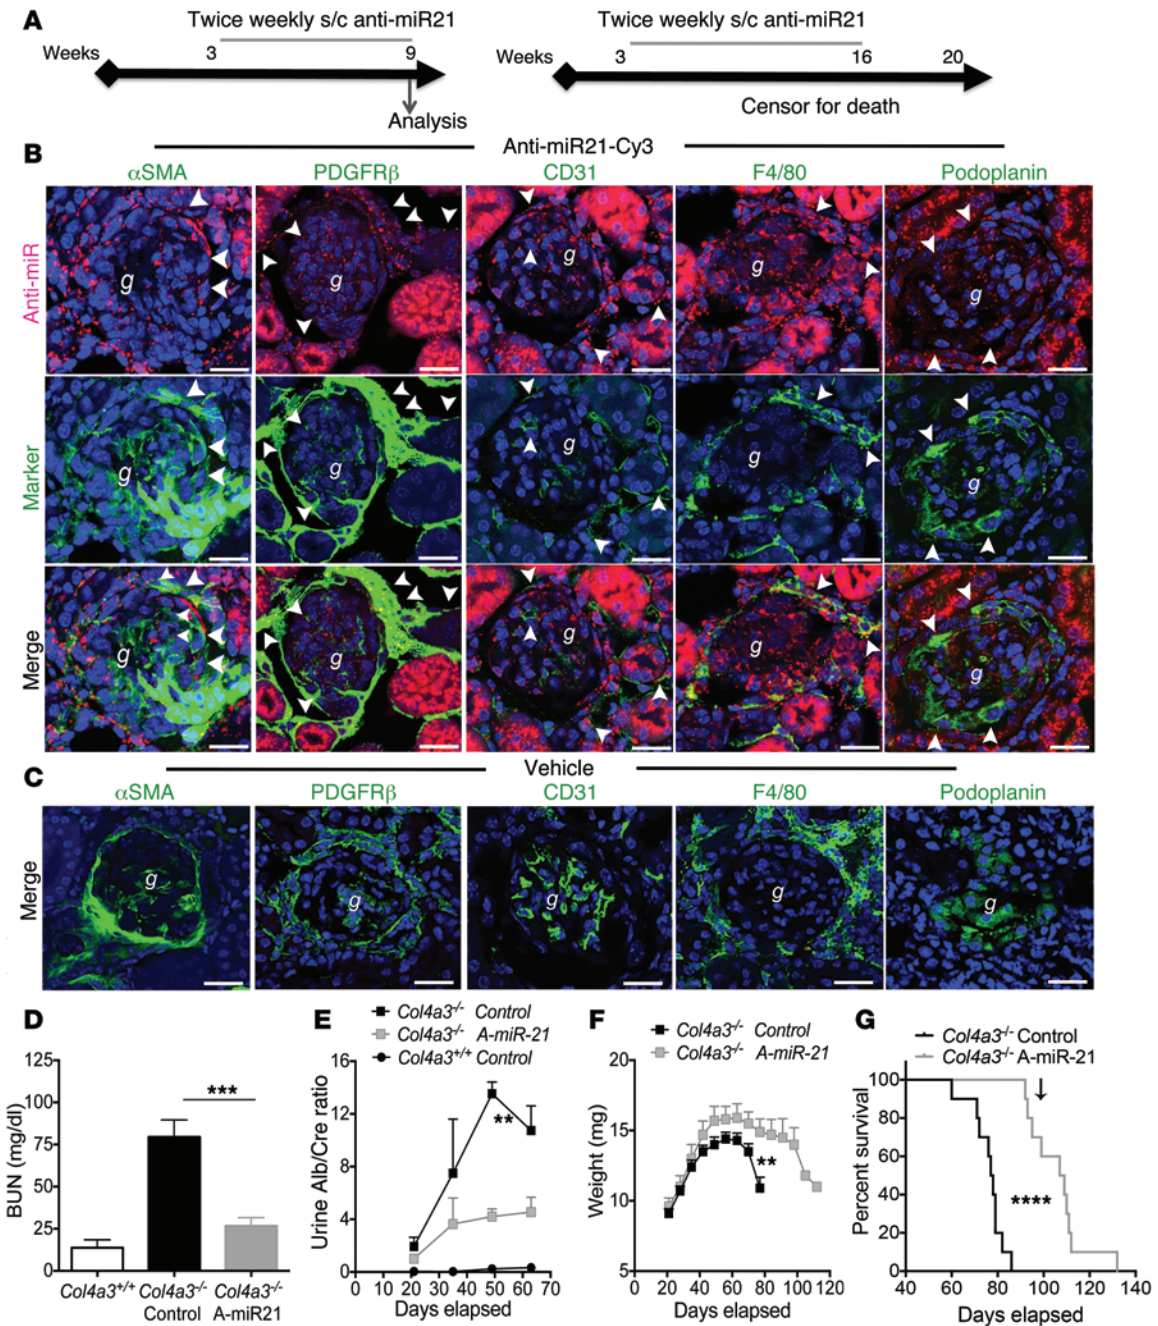 A
Twice weekly s/c anti-miR21
Weeks 3 9
Analysis
Twice weekly s/c anti-miR21
Weeks 3 16 20
Censor for death
B
Anti-miR21-Cy3
αSMA PDGFRβ CD31 F4/80 Podoplanin
Anti-miR
g g g g g
Marker
g g g g g
Merge
g g g g g
C
Vehicle
αSMA PDGFRβ CD31 F4/80 Podoplanin
Merge
g g g g g
D
BUN (mg/dl)
125
100
75
50
25
0
***
Col4a3+/+ Col4a3-/- Control Col4a3-/- A-miR21
E
Col4a3-/- Control
Col4a3-/- A-miR-21
Col4a3+/+ Control
Urine Alb/Cre ratio
16
12
8
4
0
**
0 10 20 30 40 50 60 70
Days elapsed
F
Col4a3-/- Control
Col4a3-/- A-miR-21
Weight (mg)
20
15
10
5
**
0 20 40 60 80 100 120
Days elapsed
G
Col4a3-/- Control
Col4a3-/- A-miR-21
Percent survival
100
80
60
40
20
0
****
40 60 80 100 120 140
Days elapsed